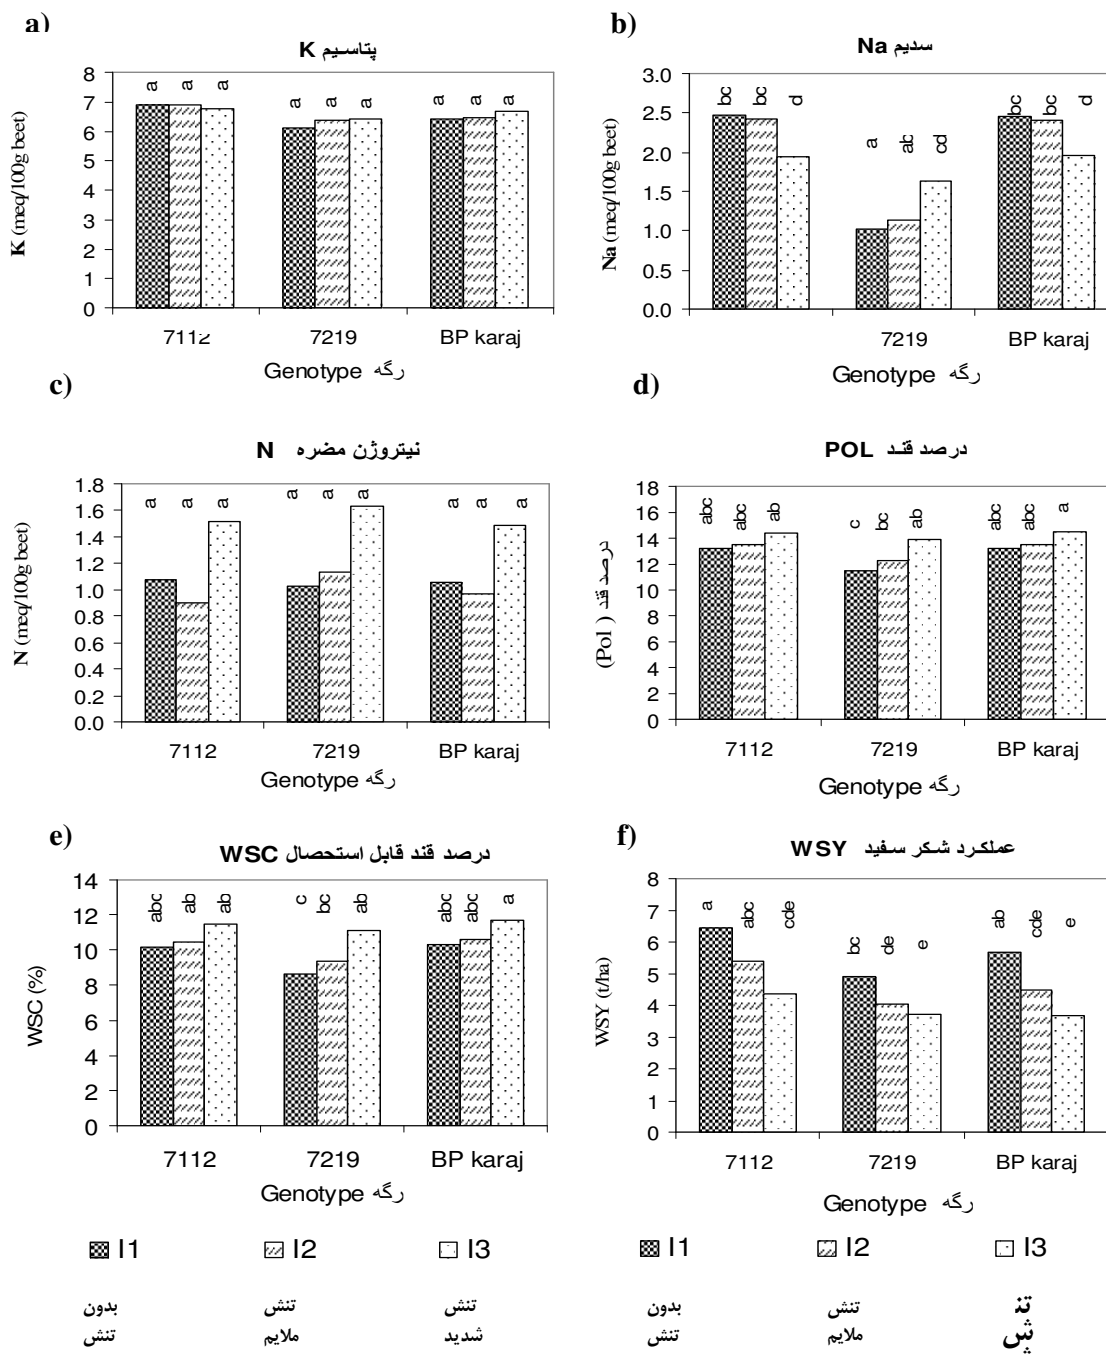 a)
پتاسیم K
K (meq/100g beet)
8
7
6
5
4
3
2
1
0
a a a a a a a a a
7112 7219 BP karaj
Genotype رگه
b)
سدیم Na
Na (meq/100g beet)
3.0
2.5
2.0
1.5
1.0
0.5
0.0
bc bc d a ab cd bc bc d
7219 BP karaj
Genotype رگه
c)
نیتروژن مضره N
N (meq/100g beet)
1.8
1.6
1.4
1.2
1.0
0.8
0.6
0.4
0.2
0.0
a a a a a a a a a
7112 7219 BP karaj
Genotype رگه
d)
درصد قند POL
درصد قند (Pol)
18
16
14
12
10
8
6
4
2
0
abc abc ab c bc ab abc abc a
7112 7219 BP karaj
Genotype رگه
e)
درصد قند قابل استحصال WSC
WSC (%)
14
12
10
8
6
4
2
0
abc ab ab c bc ab abc abc a
7112 7219 BP karaj
Genotype رگه
f)
عملکرد شکر سفید WSY
WSY (t/ha)
8
7
6
5
4
3
2
1
0
a abc cde bc de e ab cde e
7112 7219 BP karaj
Genotype رگه
I1 I2 I3
بدون تنش تنش
تنش ملایم شدید
I1 I2 I3
بدون تنش تن
تنش ملایم ش